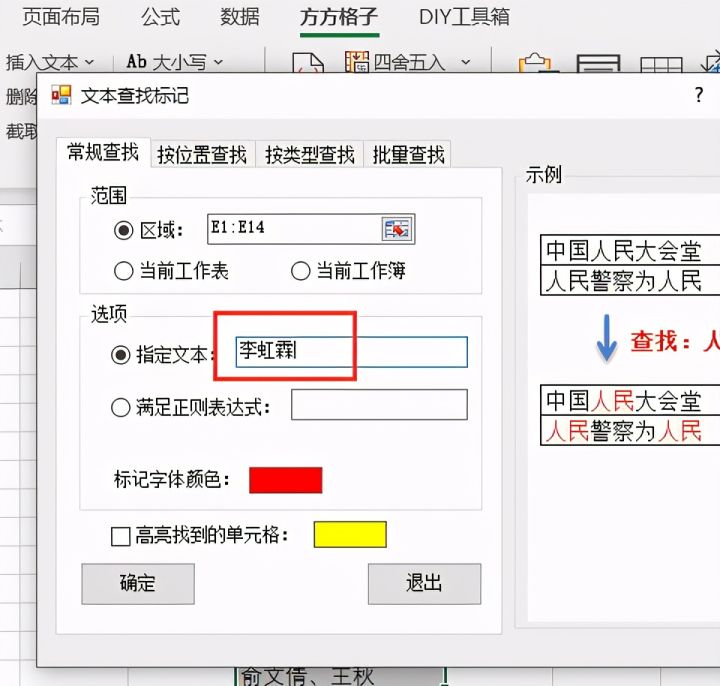 页面布局 公式 数据 方方格子 DIY工具箱
插入文本 Ab 大小写 四舍五入
删除
截取
文本查找标记 ?
常规查找 按位置查找 按类型查找 批量查找
范围
区域： E1:E14
当前工作表 当前工作簿
选项
指定文本： 李虹霖
满足正则表达式：
标记字体颜色：
高亮找到的单元格：
确定 退出
示例
中国人民大会堂
人民警察为人民
查找：人
中国人民大会堂
人民警察为人民
俞文倩、王秋